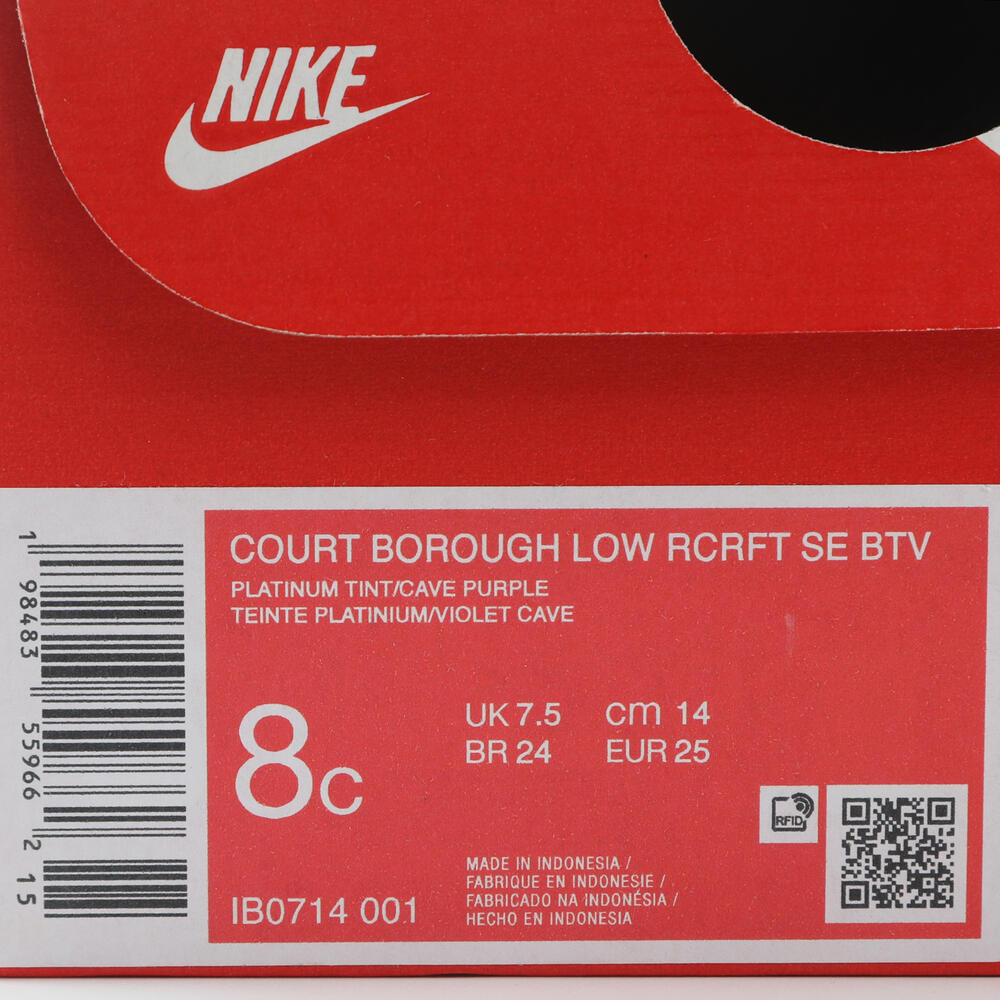 NIKE
COURT BOROUGH LOW RCRFT SE BTV
PLATINUM TINT/CAVE PURPLE
TEINTE PLATINIUM/VIOLET CAVE
8C
UK 7.5 cm 14
BR 24 EUR 25
RFID
MADE IN INDONESIA /
FABRIQUE EN INDONESIE /
FABRICADO NA INDONÉSIA /
HECHO EN INDONESIA
IB0714 001
1 98483 55966 2 15